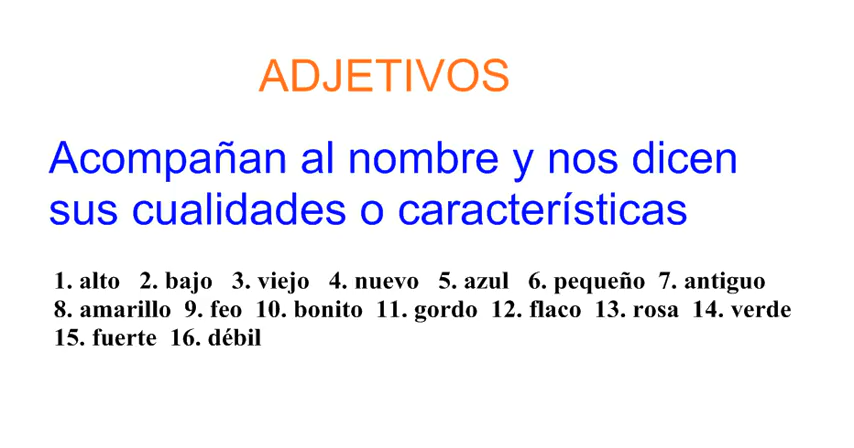 ADJETIVOS
Acompañan al nombre y nos dicen
sus cualidades o características
1. alto 2. bajo 3. viejo 4. nuevo 5. azul 6. pequeño 7. antiguo
8. amarillo 9. feo 10. bonito 11. gordo 12. flaco 13. rosa 14. verde
15. fuerte 16. débil